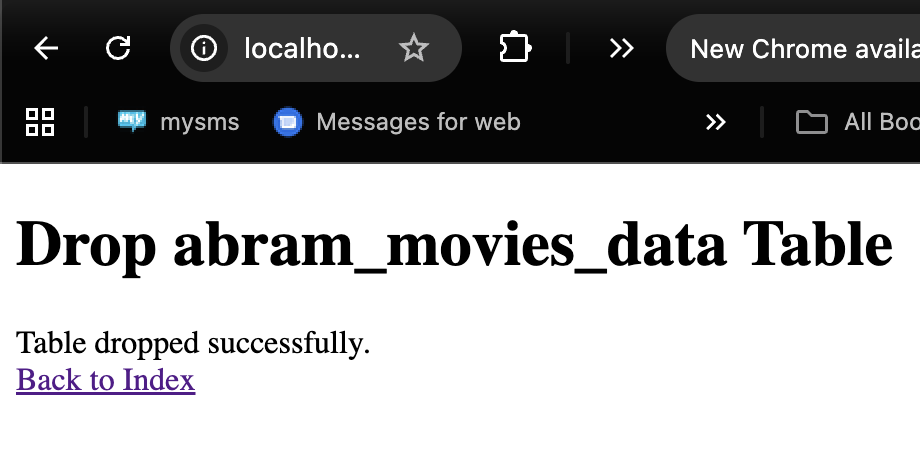 localho...
New Chrome availa
mysms
Messages for web
All Boo
Drop abram_movies_data Table
Table dropped successfully.
Back to Index